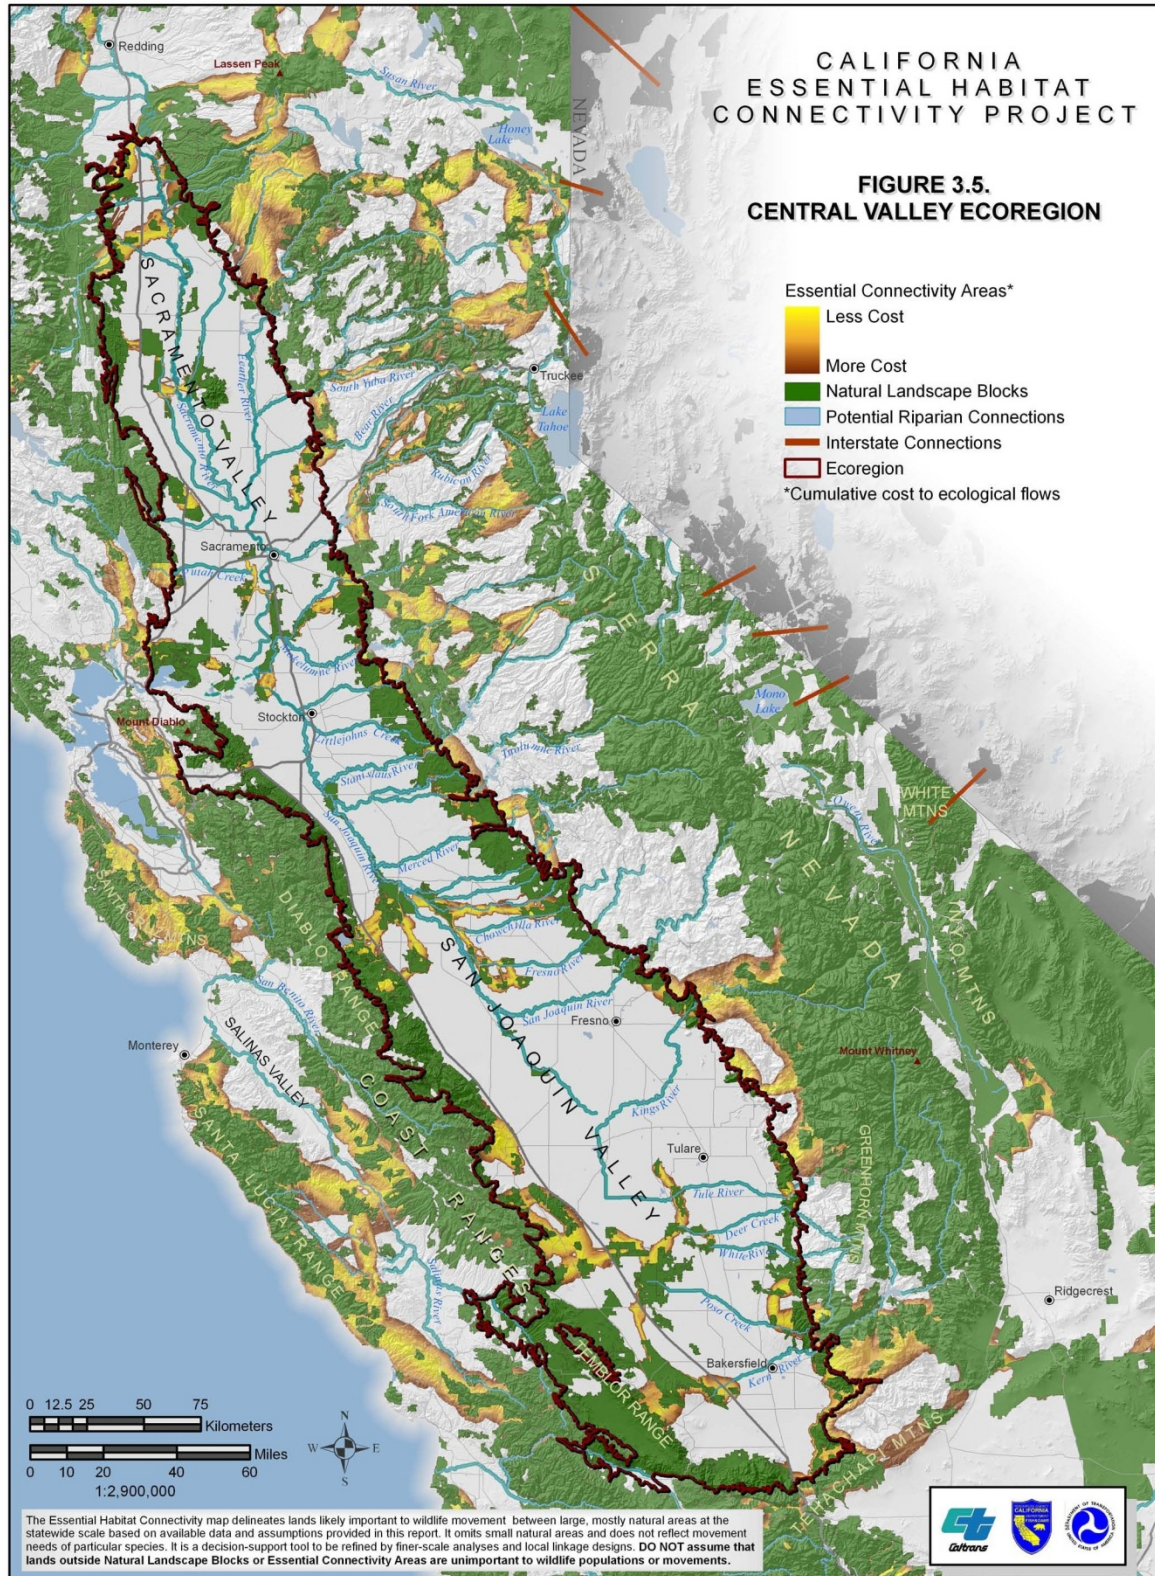 CALIFORNIA
ESSENTIAL HABITAT
CONNECTIVITY PROJECT
FIGURE 3.5.
CENTRAL VALLEY ECOREGION
Essential Connectivity Areas*
Less Cost
More Cost
Natural Landscape Blocks
Potential Riparian Connections
Interstate Connections
Ecoregion
*Cumulative cost to ecological flows
Redding
Lassen Peak
Susan River
Honey
Lake
NEVADA
SACRAMENTO VALLEY
Feather River
Sacramento River
South Yuba River
Truckee
Bear River
Lake
Tahoe
Rubicon River
South Fork American River
Sacramento
Putah Creek
SIERRA
NEVADA
Mokelumne River
Mono
Lake
Stockton
Mount Diablo
Littlejohns Creek
Tuolumne River
Stanislaus River
WHITE
MTNS
Owens River
San Joaquin River
Merced River
SANTA CRUZ MTNS
DIABLO RANGE
INYO MTNS
Chowchilla River
SAN JOAQUIN VALLEY
Fresno River
San Benito River
San Joaquin River
Fresno
SALINAS VALLEY
Monterey
Mount Whitney
COAST RANGES
Kings River
SANTA LUCIA RANGE
GREENHORN MTNS
Tulare
Tule River
Deer Creek
White Riv
Salinas River
Poso Creek
Ridgecrest
TEMBLOR RANGE
Bakersfield
Kern River
TEHACHAPI MTNS
0 12.5 25 50 75
Kilometers
Miles
0 10 20 40 60
1:2,900,000
N
W E
S
The Essential Habitat Connectivity map delineates lands likely important to wildlife movement between large, mostly natural areas at the
statewide scale based on available data and assumptions provided in this report. It omits small natural areas and does not reflect movement
needs of particular species. It is a decision-support tool to be refined by finer-scale analyses and local linkage designs. DO NOT assume that
lands outside Natural Landscape Blocks or Essential Connectivity Areas are unimportant to wildlife populations or movements.
Caltrans
CALIFORNIA